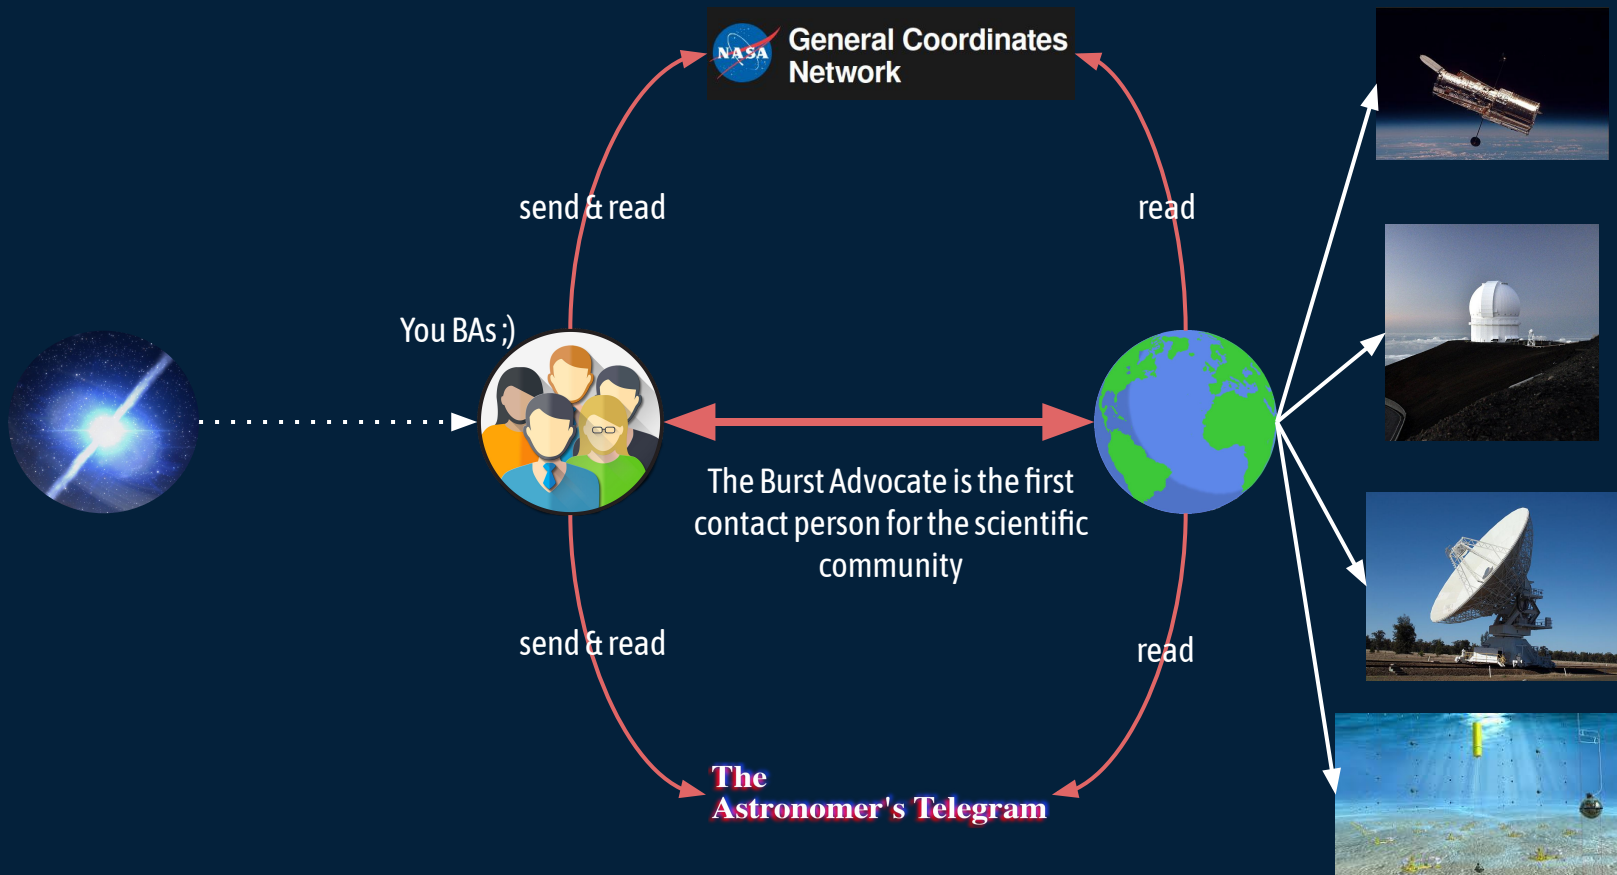 NASA
General Coordinates
Network
send & read
read
You BAs ;)
The Burst Advocate is the first
contact person for the scientific
community
send & read
read
The
Astronomer's Telegram